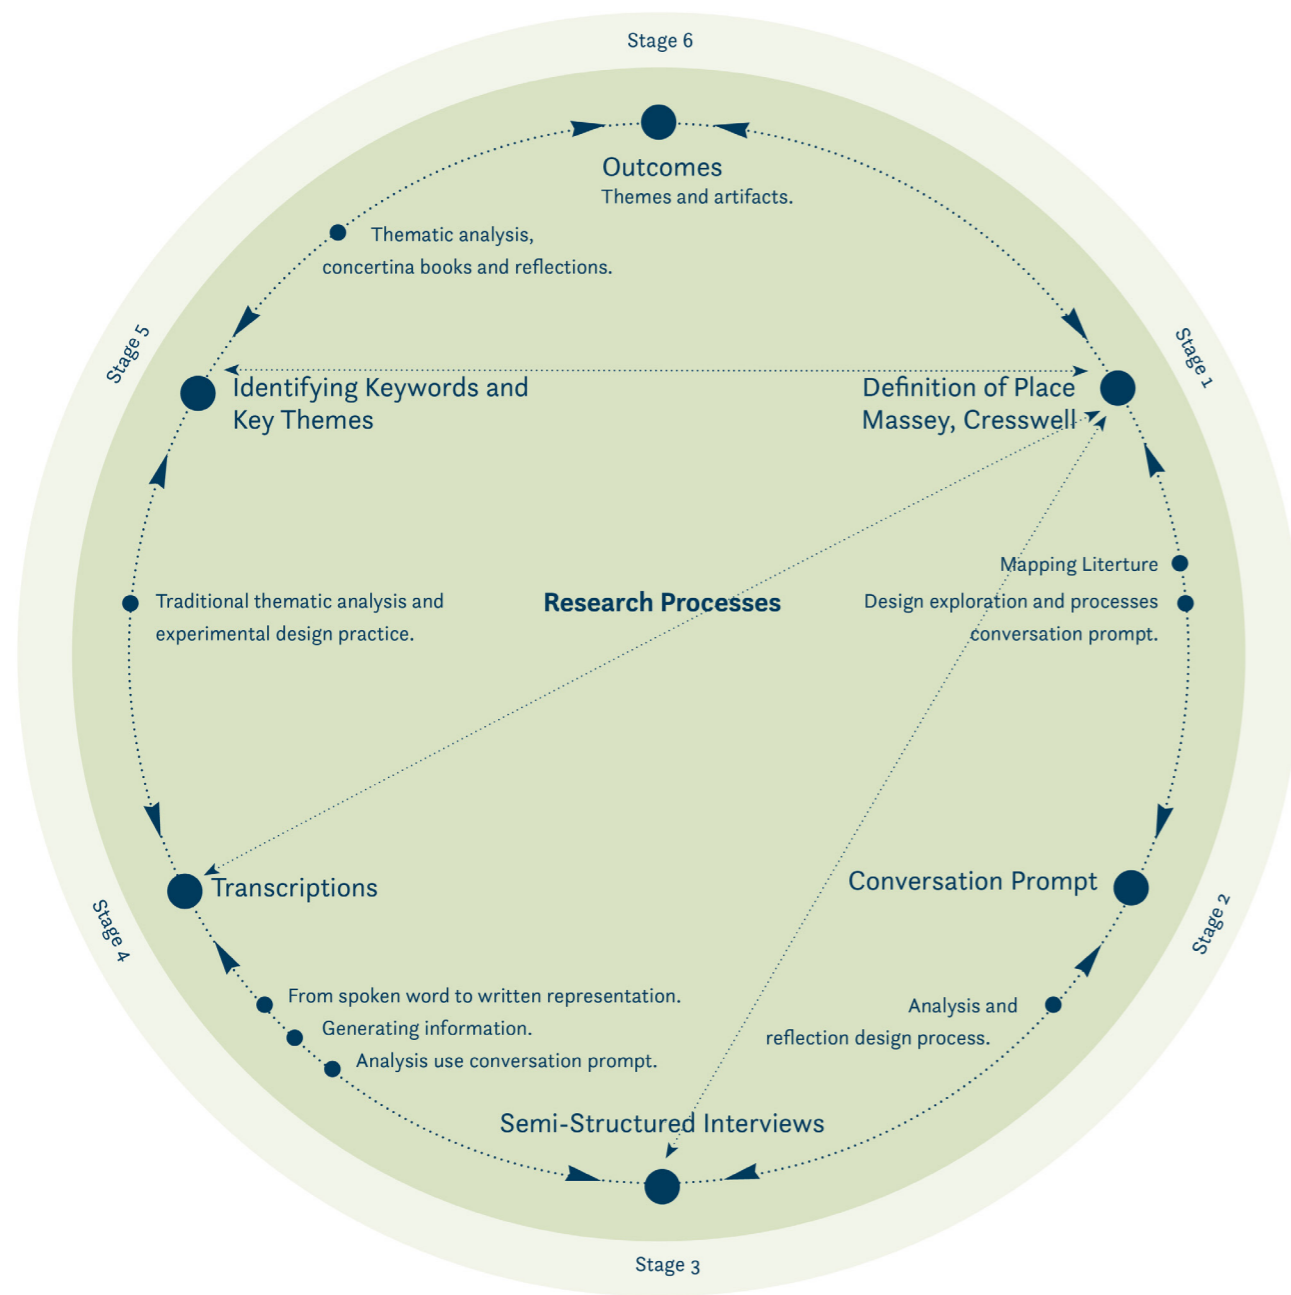 Stage 6
Outcomes
Themes and artifacts.
Thematic analysis,
concertina books and reflections.
Stage 5
Stage 1
Identifying Keywords and
Key Themes
Definition of Place
Massey, Cresswell
Mapping Literture
Design exploration and processes
conversation prompt.
Traditional thematic analysis and
experimental design practice.
Research Processes
Transcriptions
Conversation Prompt
Stage 4
Stage 2
From spoken word to written representation.
Generating information.
Analysis use conversation prompt.
Analysis and
reflection design process.
Semi-Structured Interviews
Stage 3